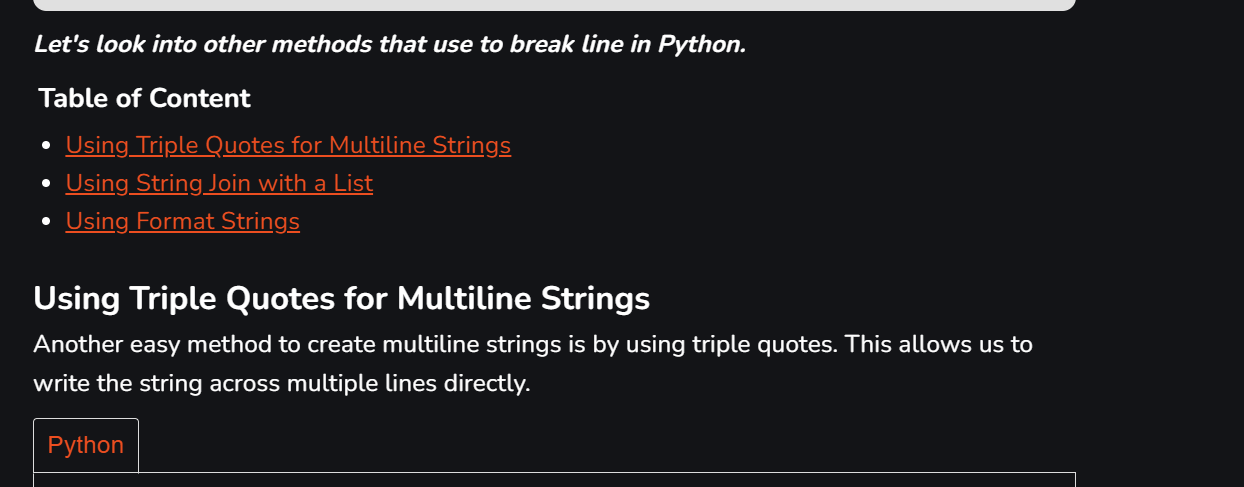 Let's look into other methods that use to break line in Python.
Table of Content
Using Triple Quotes for Multiline Strings
Using String Join with a List
Using Format Strings
Using Triple Quotes for Multiline Strings
Another easy method to create multiline strings is by using triple quotes. This allows us to
write the string across multiple lines directly.
Python